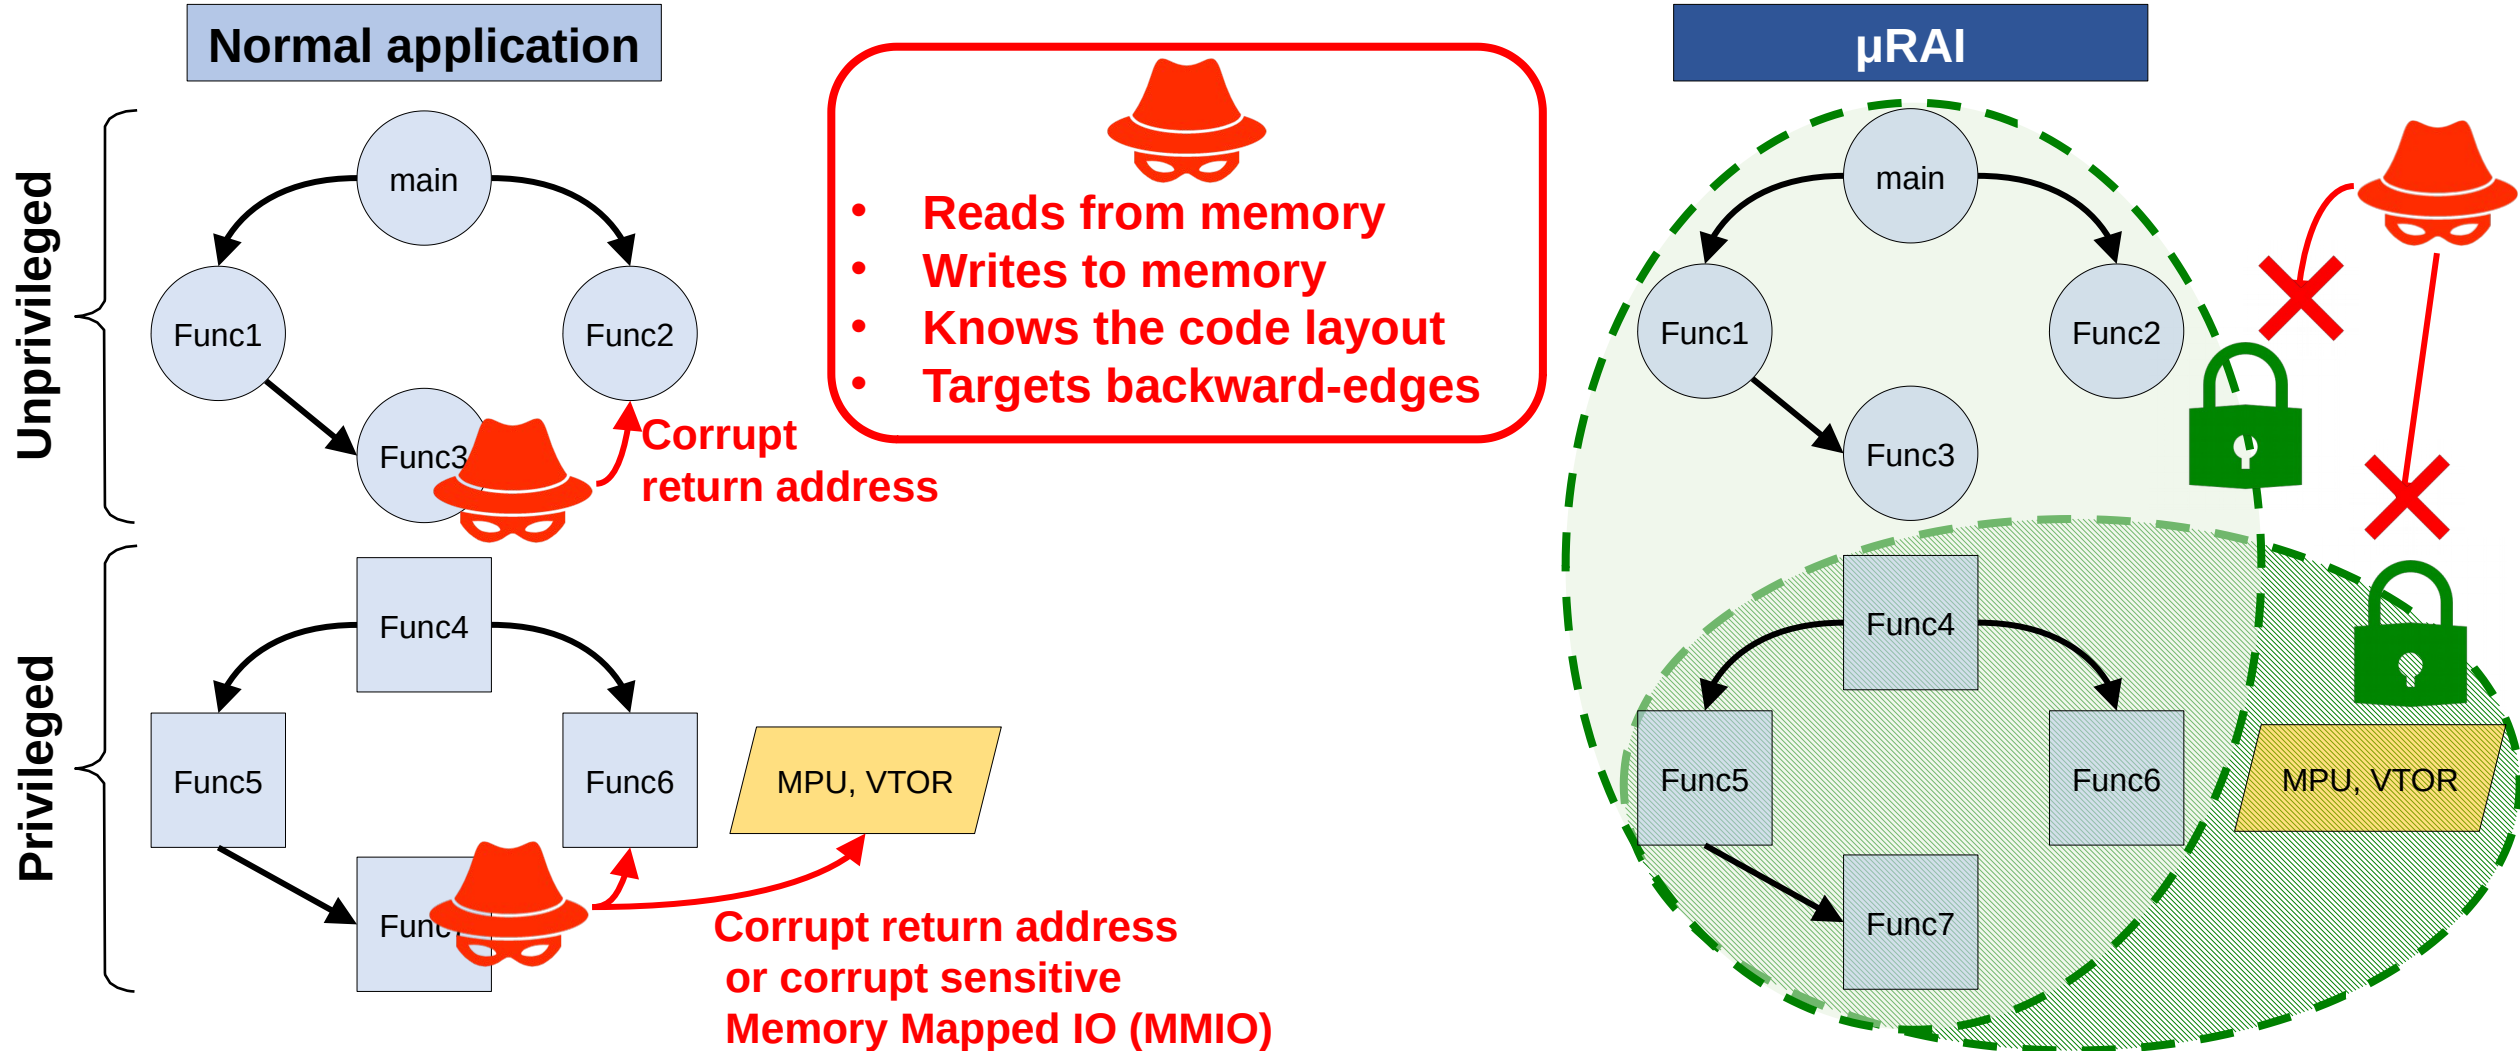 Normal application
µRAI
Unprivileged
main
Func1
Func2
Func3
Corrupt
return address
• Reads from memory
• Writes to memory
• Knows the code layout
• Targets backward-edges
main
Func1
Func2
Func3
Privileged
Func4
Func5
Func6
MPU, VTOR
Func
Corrupt return address
or corrupt sensitive
Memory Mapped IO (MMIO)
Func4
Func5
Func6
MPU, VTOR
Func7